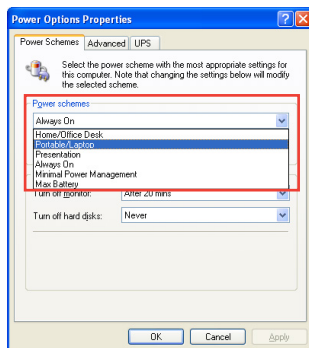 Power Options Properties
Power Schemes Advanced UPS
Select the power scheme with the most appropriate settings for
this computer. Note that changing the settings below will modify
the selected scheme.
Power schemes
Always On
Home/Office Desk
Portable/Laptop
Presentation
Always On
Minimal Power Management
Max Battery
Turn off monitor: After 20 mins
Turn off hard disks: Never
OK Cancel Apply